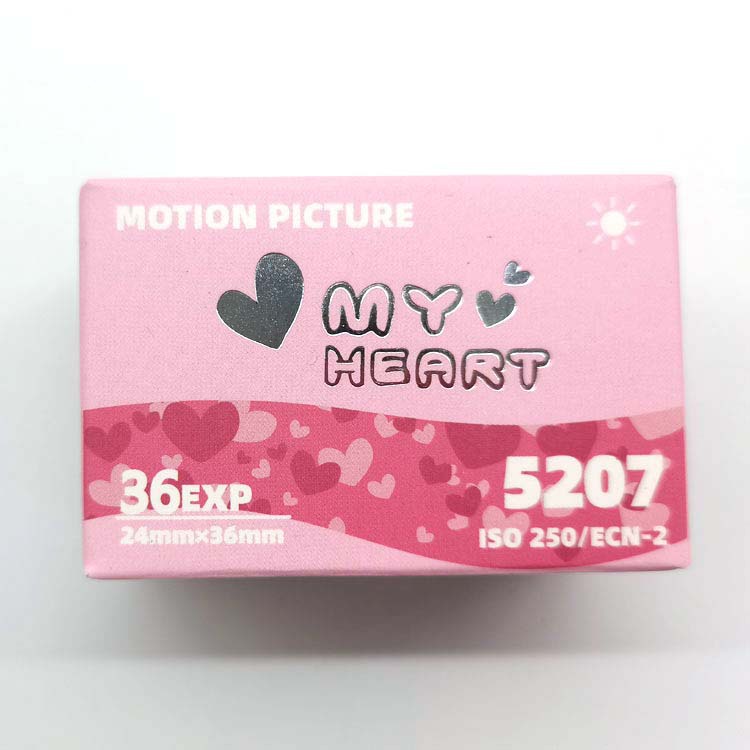 MOTION PICTURE
MY
HEART
36EXP
24mm×36mm
5207
ISO 250/ECN-2